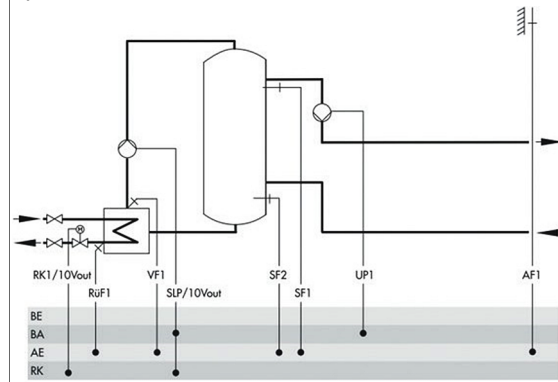 M
RK1/10Vout
VF1
SF2
UP1
AF1
RüF1
SLP/10Vout
SF1
BE
BA
AE
RK